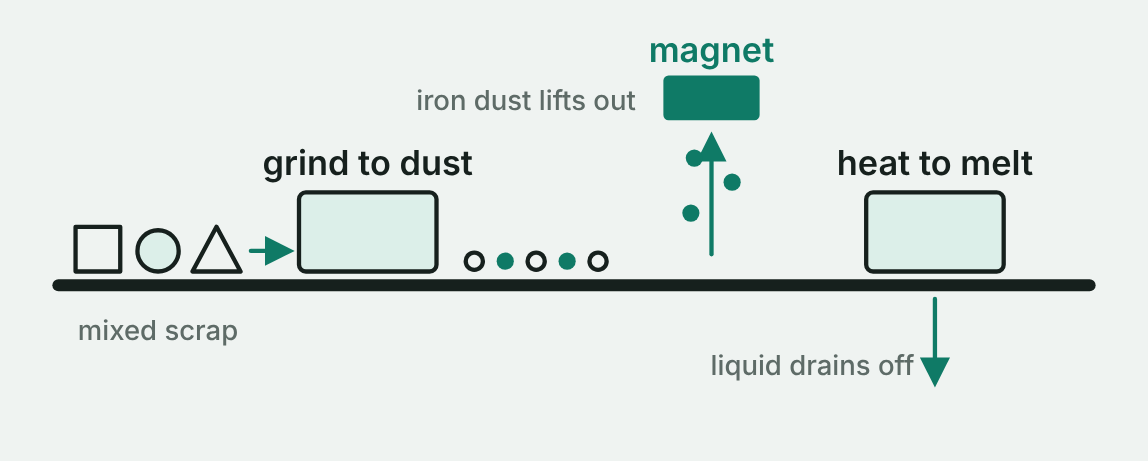 magnet
iron dust lifts out
grind to dust
heat to melt
mixed scrap
liquid drains off